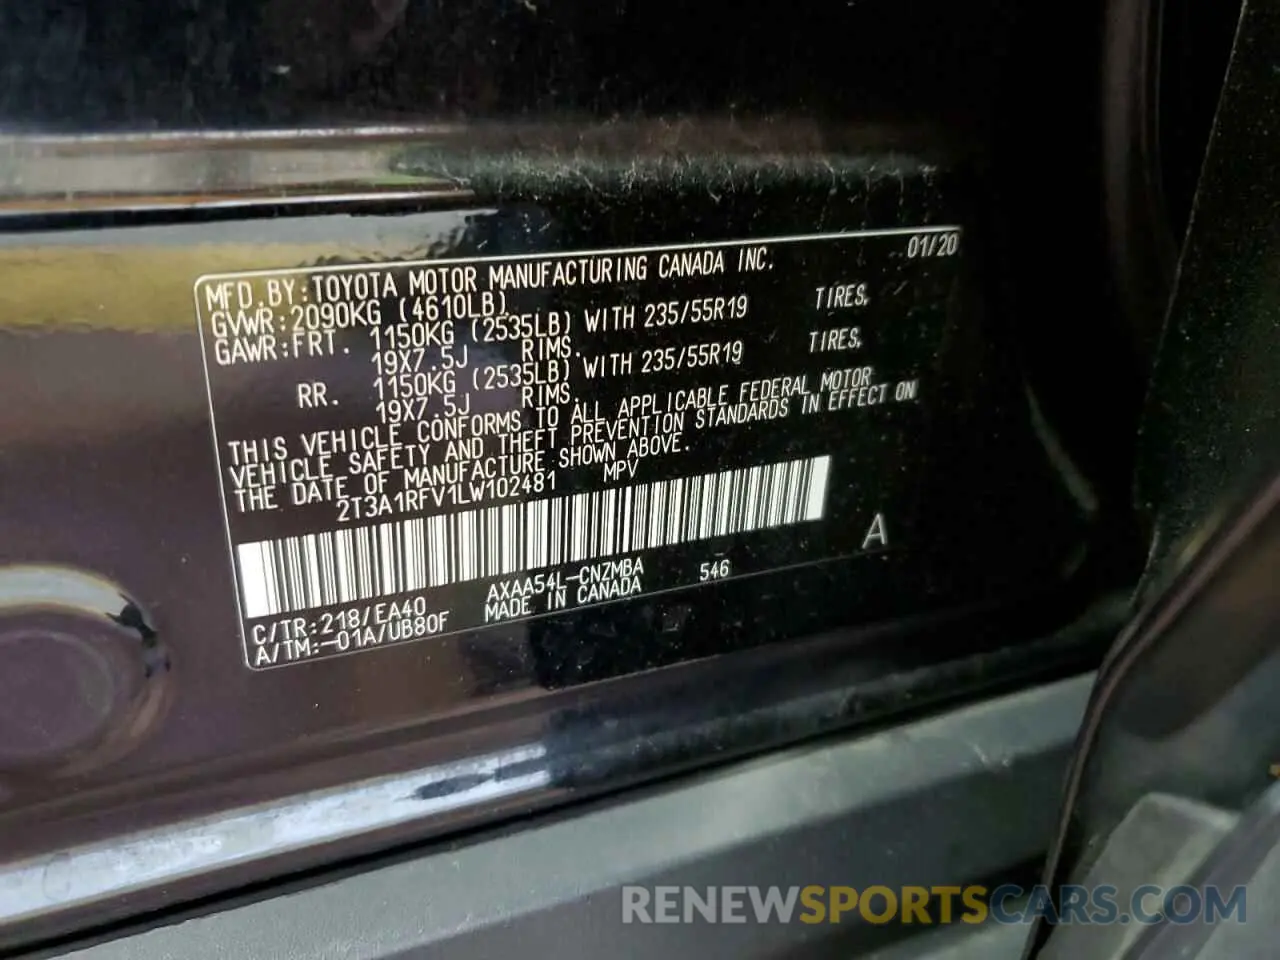 MFD.BY:TOYOTA MOTOR MANUFACTURING CANADA INC. 01/20
GVWR:2090KG (4610LB)
GAWR:FRT. 1150KG (2535LB) WITH 235/55R19 TIRES,
19X7.5J RIMS.
RR. 1150KG (2535LB) WITH 235/55R19 TIRES,
19X7.5J RIMS.
THIS VEHICLE CONFORMS TO ALL APPLICABLE FEDERAL MOTOR
VEHICLE SAFETY AND THEFT PREVENTION STANDARDS IN EFFECT ON
THE DATE OF MANUFACTURE SHOWN ABOVE.
2T3A1RFV1LW102481 MPV
A
C/TR:218/EA40 AXAA54L-CNZMBA 546
A/TM:-01A/UB80F MADE IN CANADA
RENEWSPORTSCARS.COM